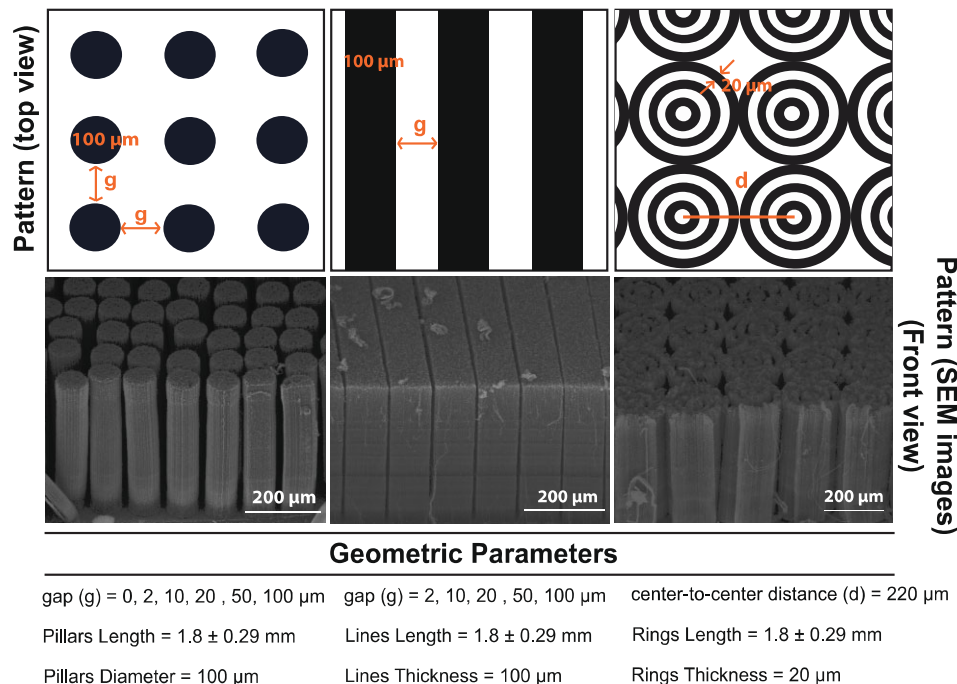 Pattern (top view)
100 µm
g
g
100 µm
g
20 µm
d
Pattern (SEM images)
(Front view)
200 µm
200 µm
200 µm
Geometric Parameters
gap (g) = 0, 2, 10, 20 , 50, 100 µm
gap (g) = 2, 10, 20 , 50, 100 µm
center-to-center distance (d) = 220 µm
Pillars Length = 1.8 ± 0.29 mm
Lines Length = 1.8 ± 0.29 mm
Rings Length = 1.8 ± 0.29 mm
Pillars Diameter = 100 µm
Lines Thickness = 100 µm
Rings Thickness = 20 µm